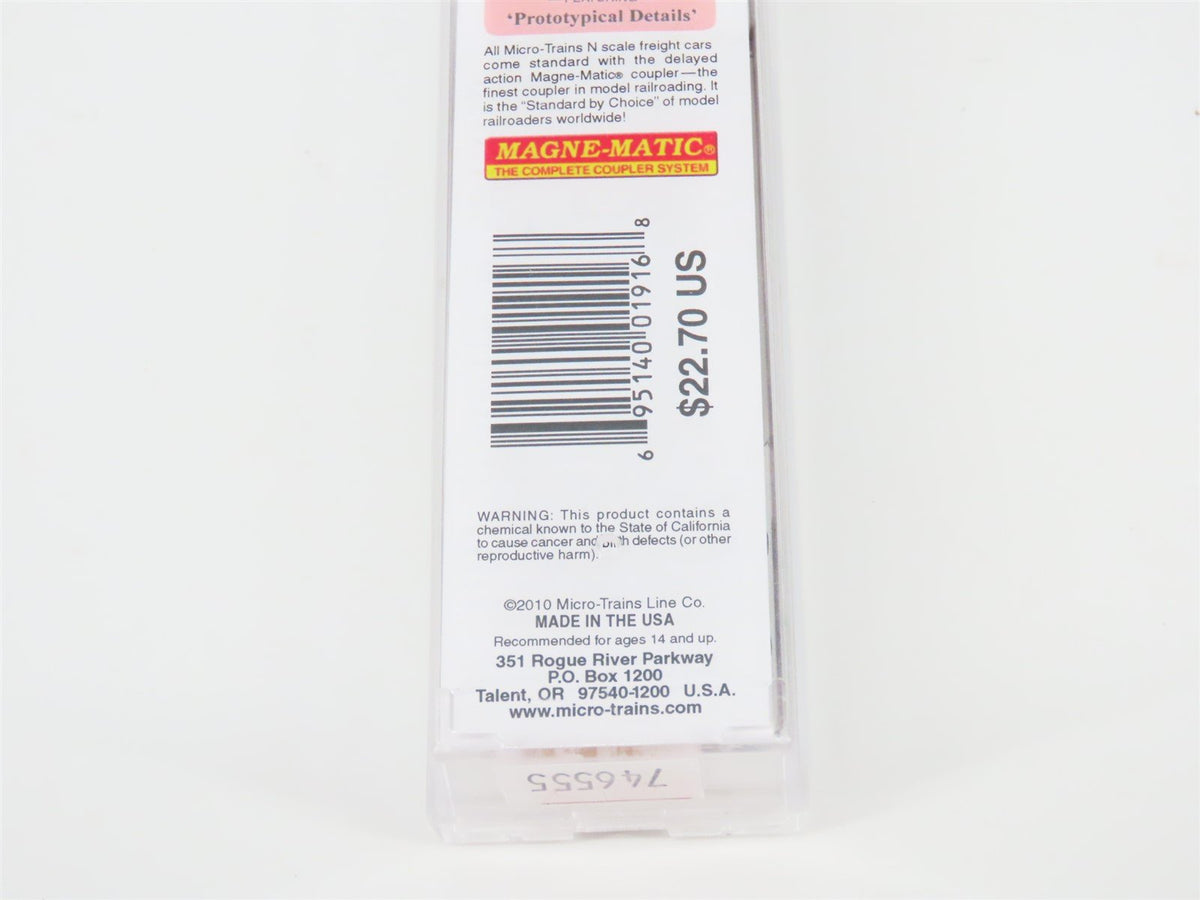 FEATURING
‘Prototypical Details’
All Micro-Trains N scale freight cars
come standard with the delayed
action Magne-Matic® coupler—the
finest coupler in model railroading. It
is the “Standard by Choice” of model
railroaders worldwide!
MAGNE-MATIC®
THE COMPLETE COUPLER SYSTEM
6 95140 01916 8
$22.70 US
WARNING: This product contains a
chemical known to the State of California
to cause cancer and birth defects (or other
reproductive harm).
©2010 Micro-Trains Line Co.
MADE IN THE USA
Recommended for ages 14 and up.
351 Rogue River Parkway
P.O. Box 1200
Talent, OR 97540-1200 U.S.A.
www.micro-trains.com
746555